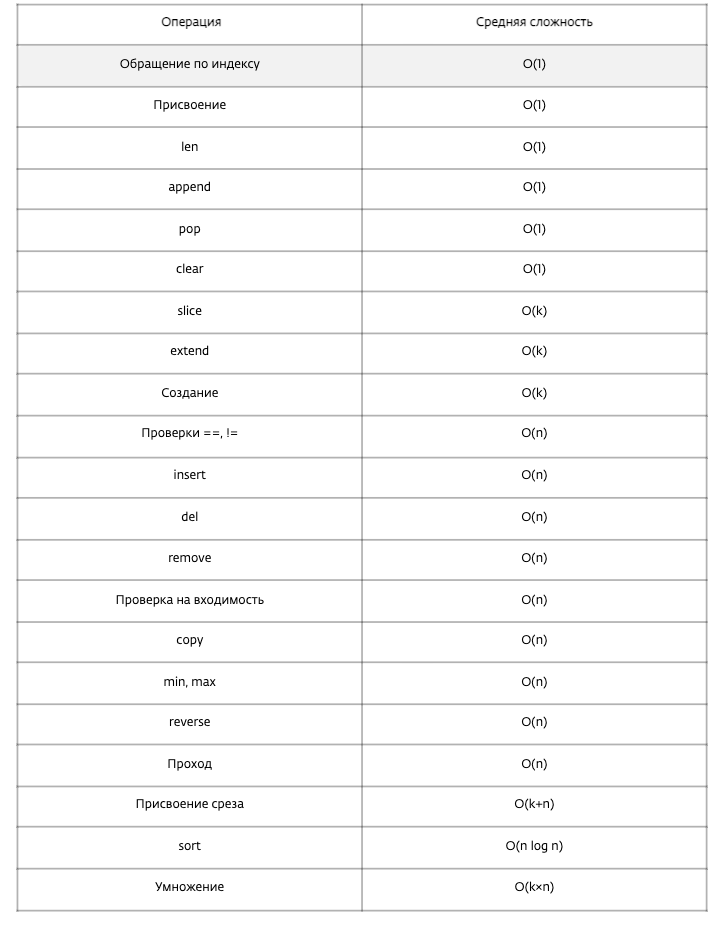 Операция Средняя сложность
Обращение по индексу O(1)
Присвоение O(1)
len O(1)
append O(1)
pop O(1)
clear O(1)
slice O(k)
extend O(k)
Создание O(k)
Проверки ==, != O(n)
insert O(n)
del O(n)
remove O(n)
Проверка на входимость O(n)
copy O(n)
min, max O(n)
reverse O(n)
Проход O(n)
Присвоение среза O(k+n)
sort O(n log n)
Умножение O(k×n)